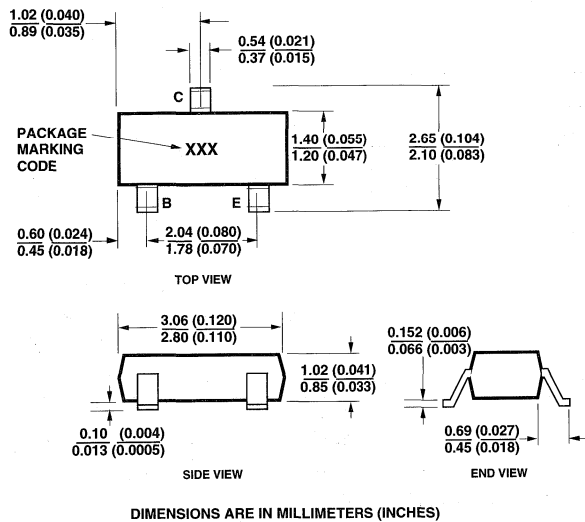 1.02 (0.040)
0.89 (0.035)
0.54 (0.021)
0.37 (0.015)
C
PACKAGE
MARKING
CODE
XXX
1.40 (0.055)
1.20 (0.047)
2.65 (0.104)
2.10 (0.083)
B
E
0.60 (0.024)
0.45 (0.018)
2.04 (0.080)
1.78 (0.070)
TOP VIEW
3.06 (0.120)
2.80 (0.110)
1.02 (0.041)
0.85 (0.033)
0.152 (0.006)
0.066 (0.003)
0.10 (0.004)
0.013 (0.0005)
0.69 (0.027)
0.45 (0.018)
SIDE VIEW
END VIEW
DIMENSIONS ARE IN MILLIMETERS (INCHES)